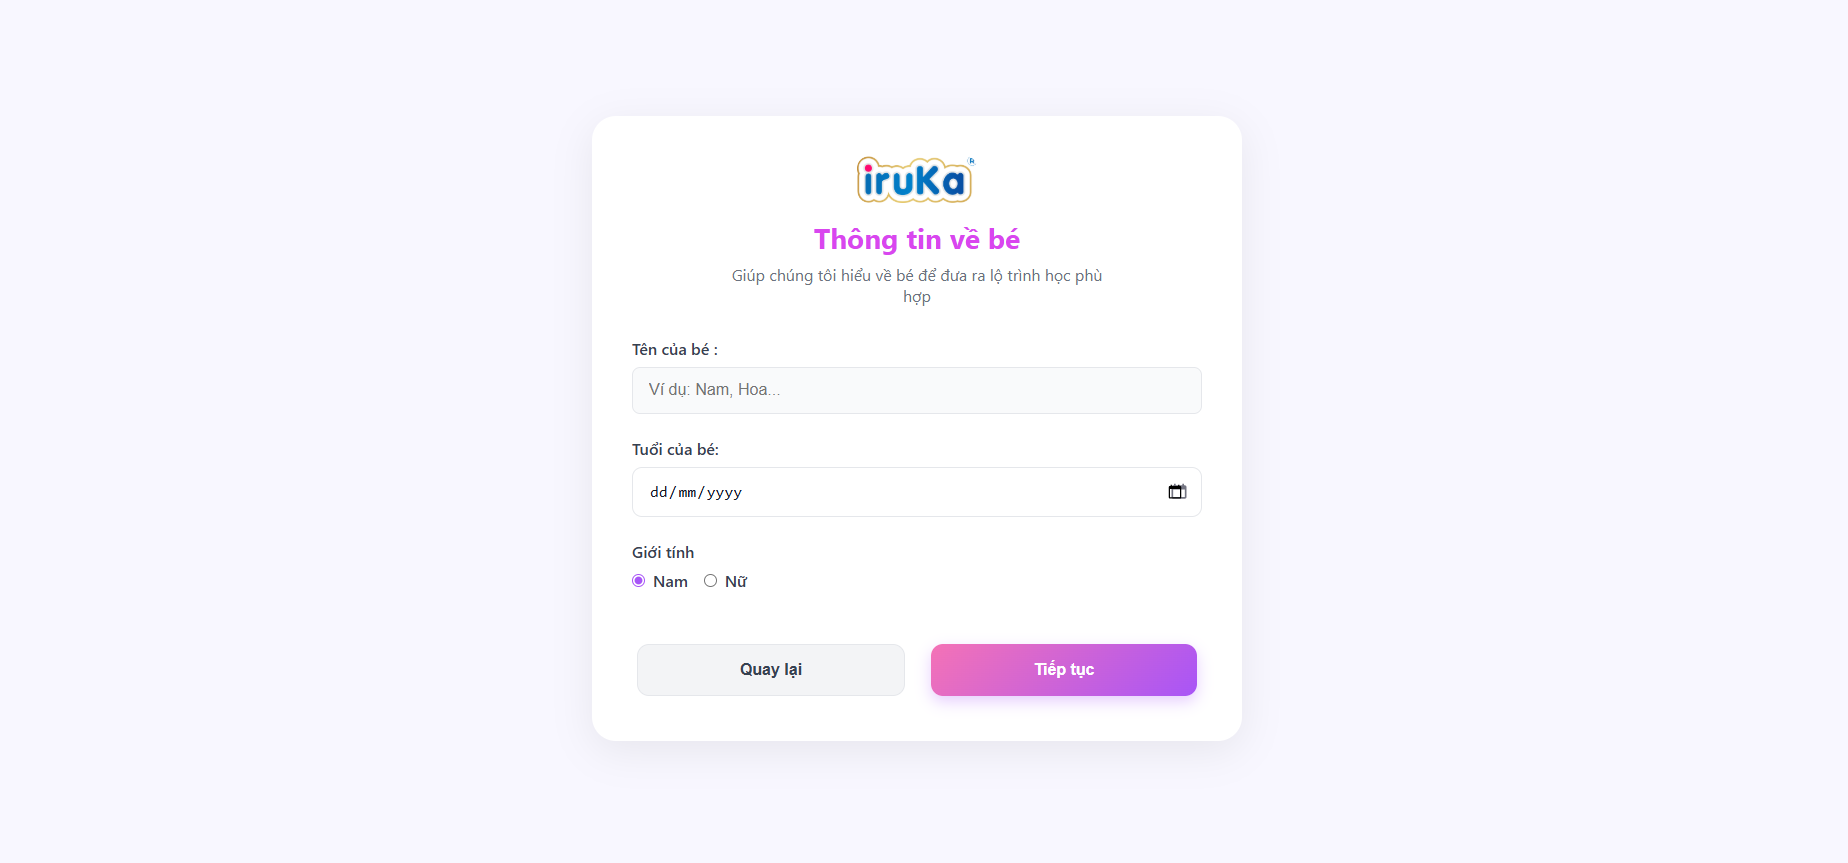 iruKa®
Thông tin về bé
Giúp chúng tôi hiểu về bé để đưa ra lộ trình học phù
hợp
Tên của bé :
Ví dụ: Nam, Hoa...
Tuổi của bé:
dd/mm/yyyy
Giới tính
Nam Nữ
Quay lại Tiếp tục